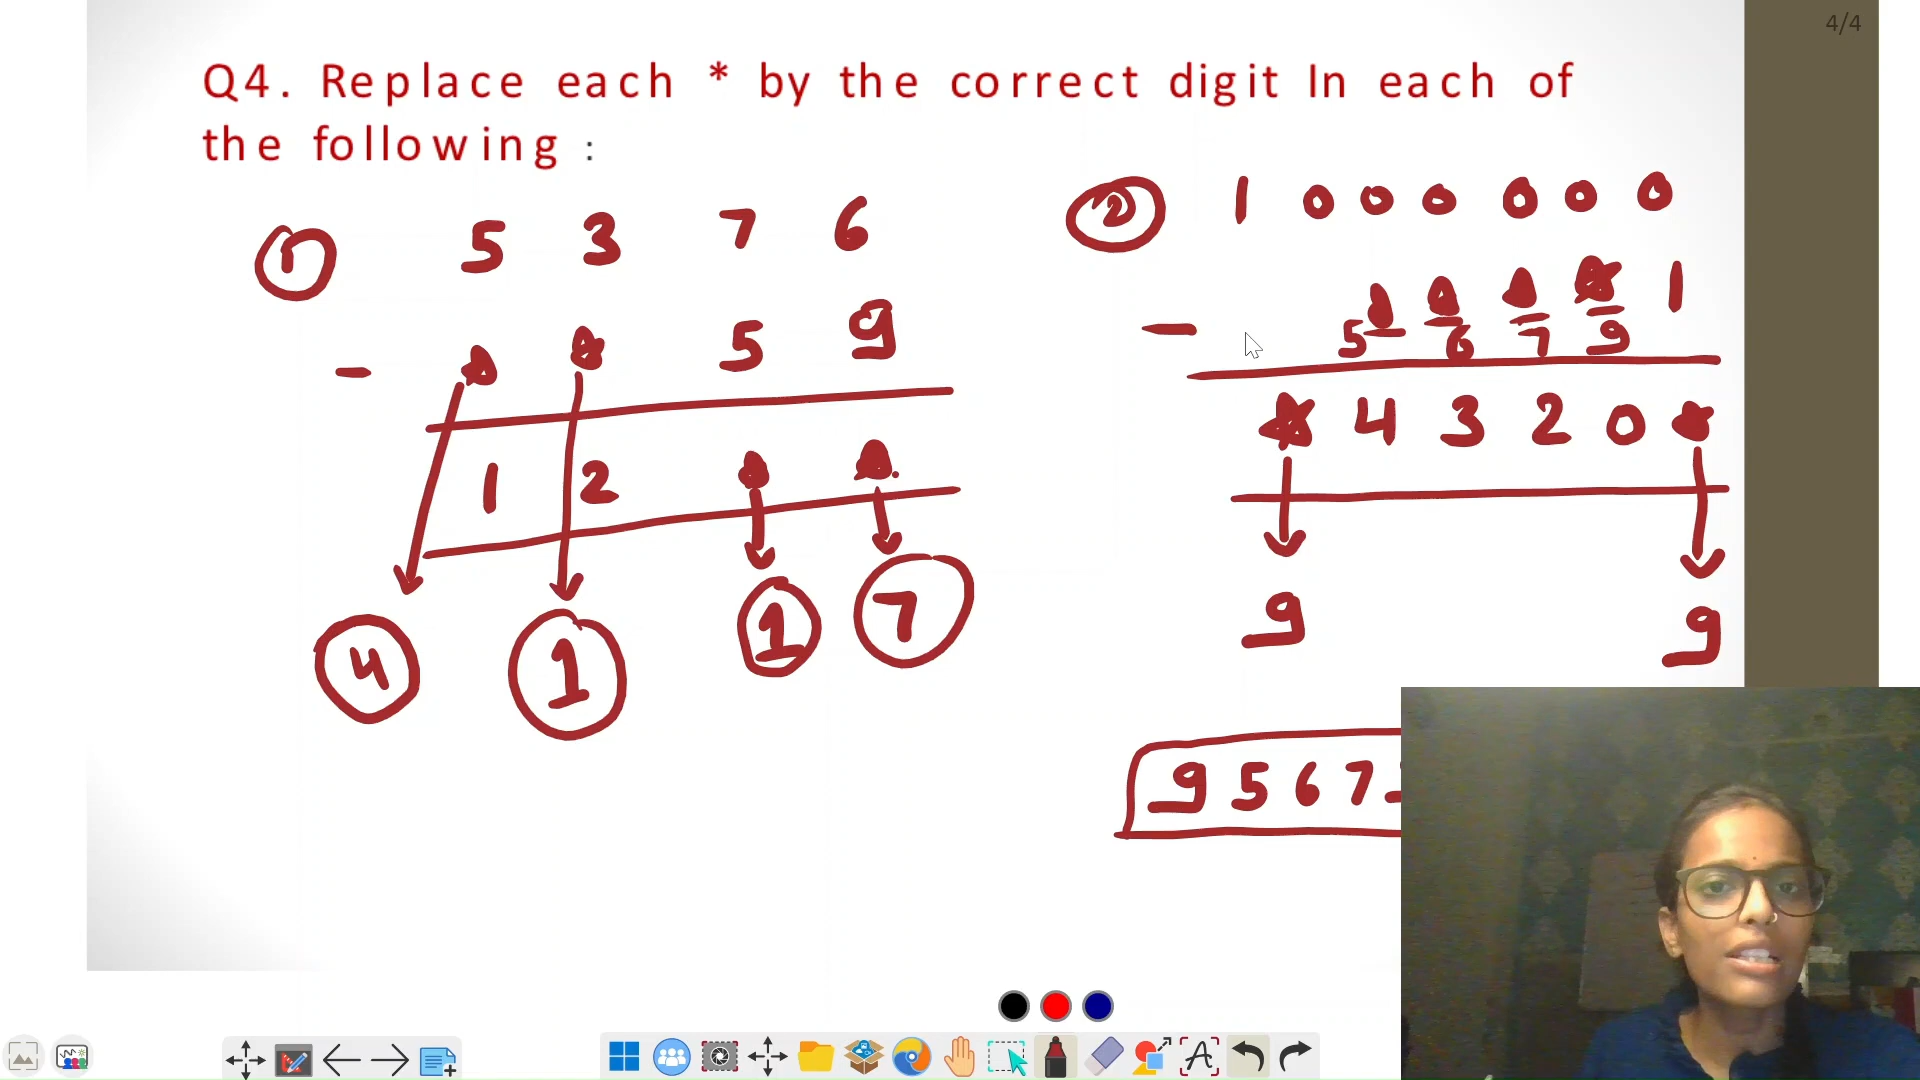 4/4
Q4. Replace each * by the correct digit In each of
the following :
1 5 3 7 6
- * * 5 9
1 2 * *
4 1 1 7
2 1 0 0 0 0 0 0
- * * * * 1
5 6 7 9
* 4 3 2 0 *
9 9
9 5 6 7